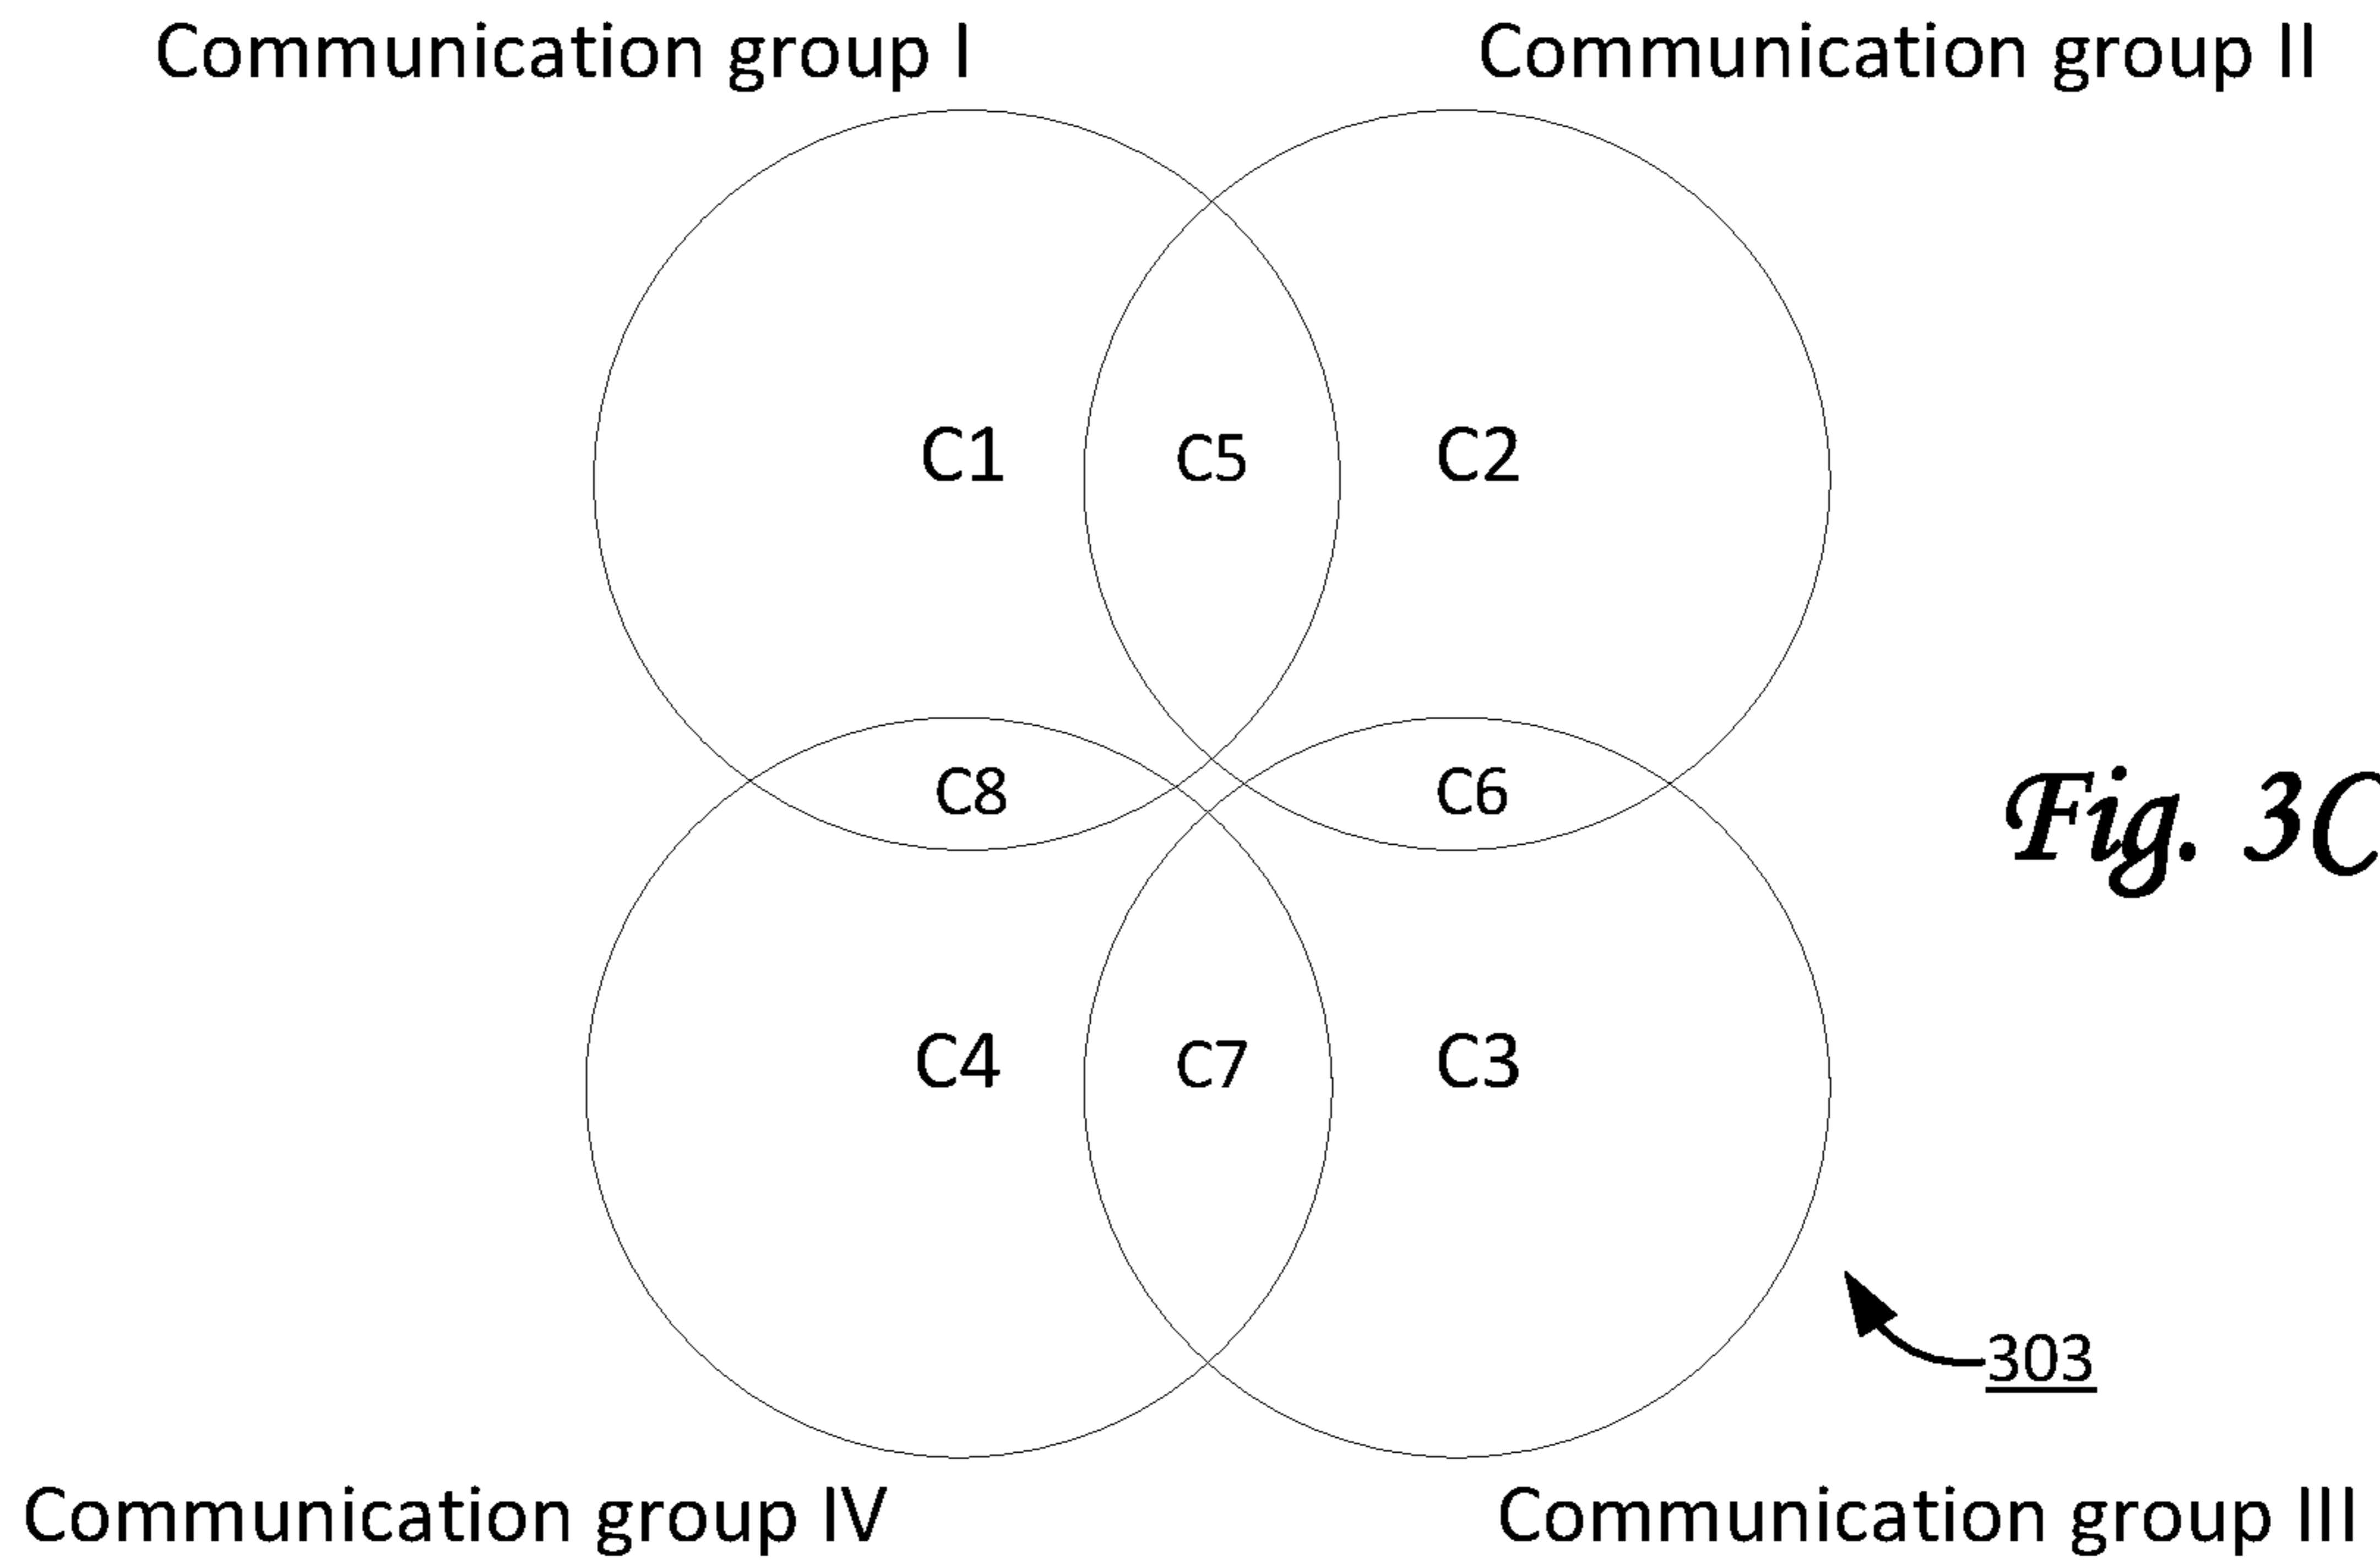 Communication group I
Communication group II
C1
C5
C2
C8
C6
Fig. 3C
C4
C7
C3
303
Communication group IV
Communication group III